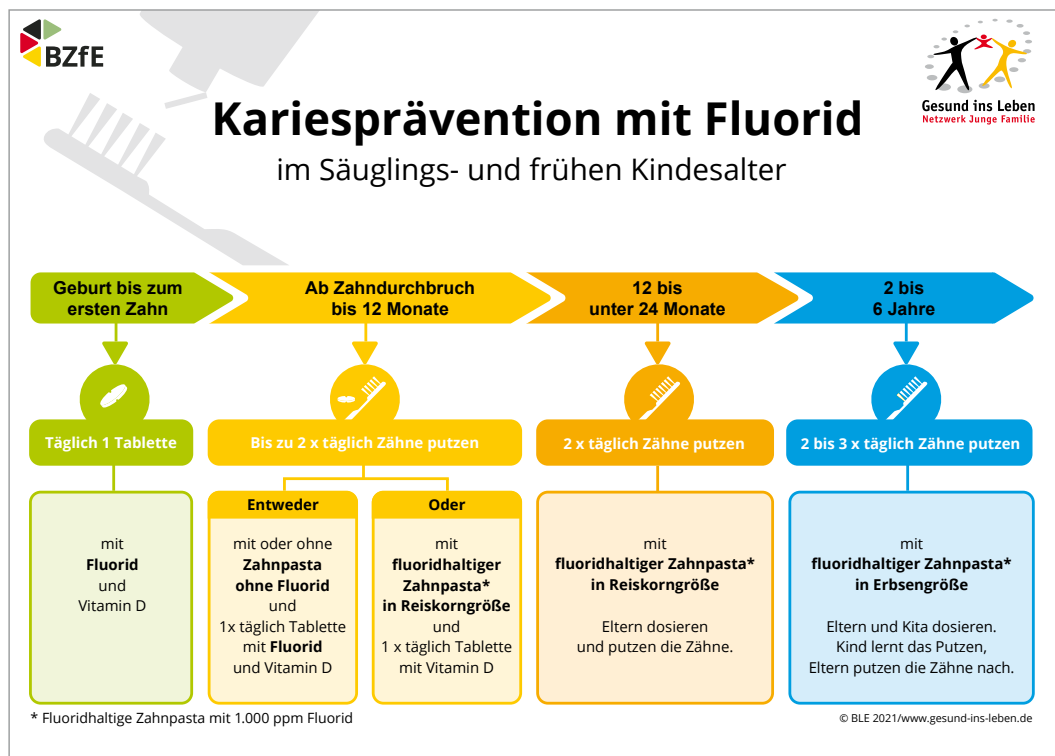 BZfE
Gesund ins Leben
Netzwerk Junge Familie
Kariesprävention mit Fluorid
im Säuglings- und frühen Kindesalter
Geburt bis zum
ersten Zahn
Ab Zahndurchbruch
bis 12 Monate
12 bis
unter 24 Monate
2 bis
6 Jahre
Täglich 1 Tablette
Bis zu 2 x täglich Zähne putzen
2 x täglich Zähne putzen
2 bis 3 x täglich Zähne putzen
mit
Fluorid
und
Vitamin D
Entweder
mit oder ohne
Zahnpasta
ohne Fluorid
und
1x täglich Tablette
mit Fluorid
und Vitamin D
Oder
mit
fluoridhaltiger
Zahnpasta*
in Reiskorngröße
und
1 x täglich Tablette
mit Vitamin D
mit
fluoridhaltiger Zahnpasta*
in Reiskorngröße
Eltern dosieren
und putzen die Zähne.
mit
fluoridhaltiger Zahnpasta*
in Erbsengröße
Eltern und Kita dosieren.
Kind lernt das Putzen,
Eltern putzen die Zähne nach.
* Fluoridhaltige Zahnpasta mit 1.000 ppm Fluorid
© BLE 2021/www.gesund-ins-leben.de